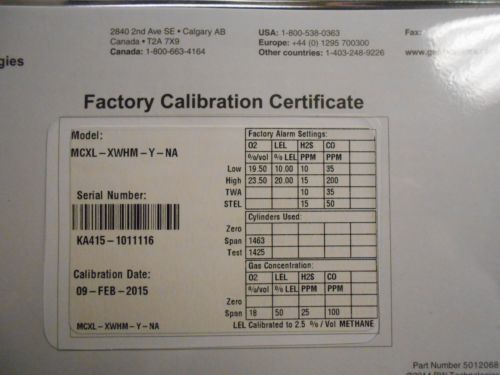 2840 2nd Ave SE • Calgary AB
Canada • T2A 7X9
Canada: 1-800-663-4164
USA: 1-800-538-0363
Europe: +44 (0) 1295 700300
Other countries: 1-403-248-9226
Fax:
gies
Factory Calibration Certificate
Model:
MCXL-XWHM-Y-NA
Serial Number:
KA415-1011116
Calibration Date:
09-FEB-2015
MCXL-XWHM-Y-NA
Factory Alarm Settings:
O2 LEL H2S CO
%/vol % LEL PPM PPM
Low 19.50 10.00 10 35
High 23.50 20.00 15 200
TWA 10 35
STEL 15 50
Cylinders Used:
Zero
Span 1463
Test 1425
Gas Concentration:
O2 LEL H2S CO
%/vol % LEL PPM PPM
Zero
Span 18 50 25 100
LEL Calibrated to 2.5 %/Vol METHANE
Part Number 5012068